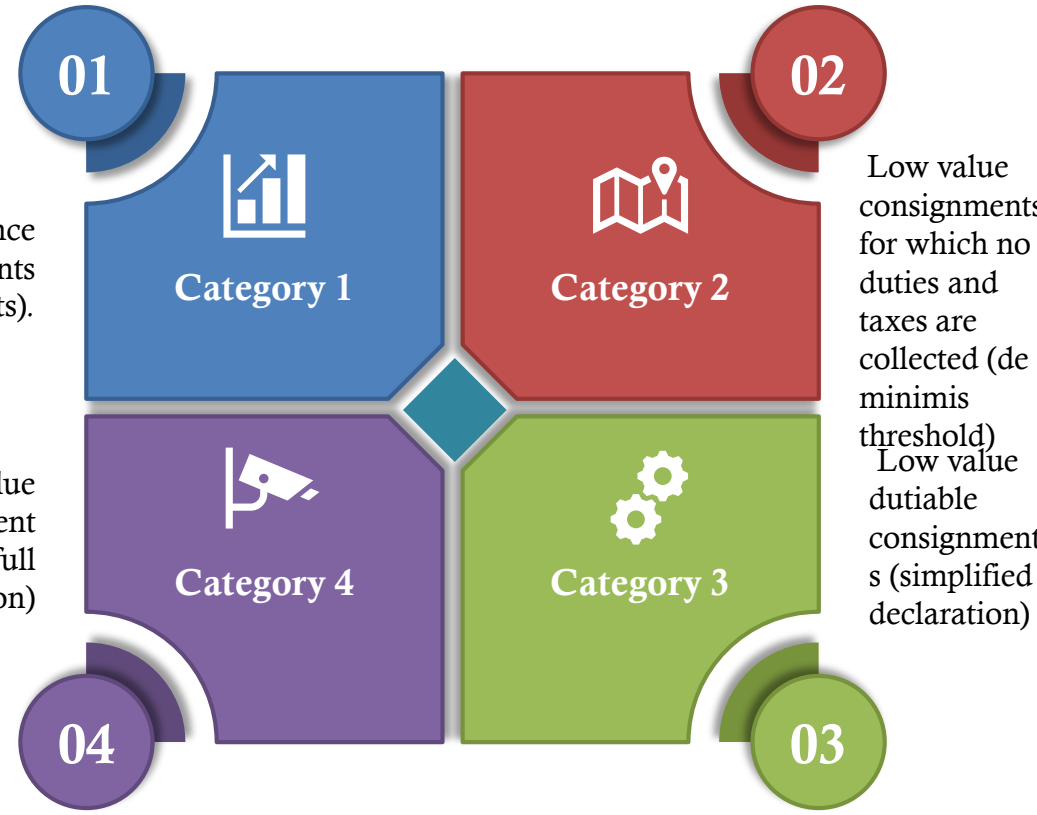 01
02
Category 1
Category 2
Low value
consignments
for which no
duties and
taxes are
collected (de
minimis
threshold)
Category 4
Category 3
Low value
dutiable
consignment
s (simplified
declaration)
04
03